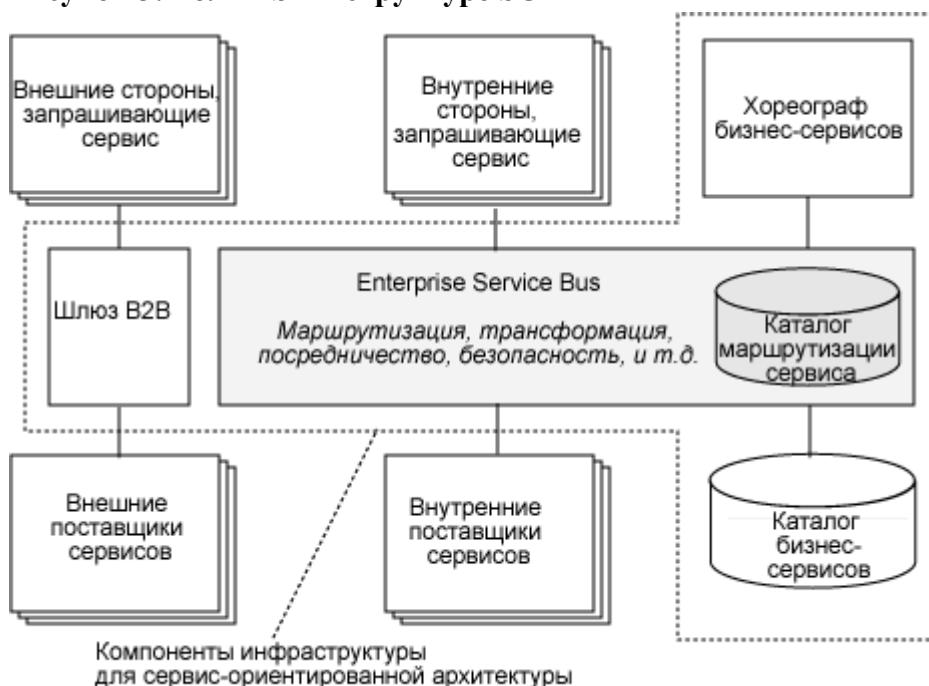 Внешние стороны,
запрашивающие
сервис
Внутренние
стороны,
запрашивающие
сервис
Хореограф
бизнес-сервисов
Шлюз B2B
Enterprise Service Bus
Маршрутизация, трансформация,
посредничество, безопасность, и т.д.
Каталог
маршрутизации
сервиса
Внешние
поставщики
сервисов
Внутренние
поставщики
сервисов
Каталог
бизнес-
сервисов
Компоненты инфраструктуры
для сервис-ориентированной архитектуры